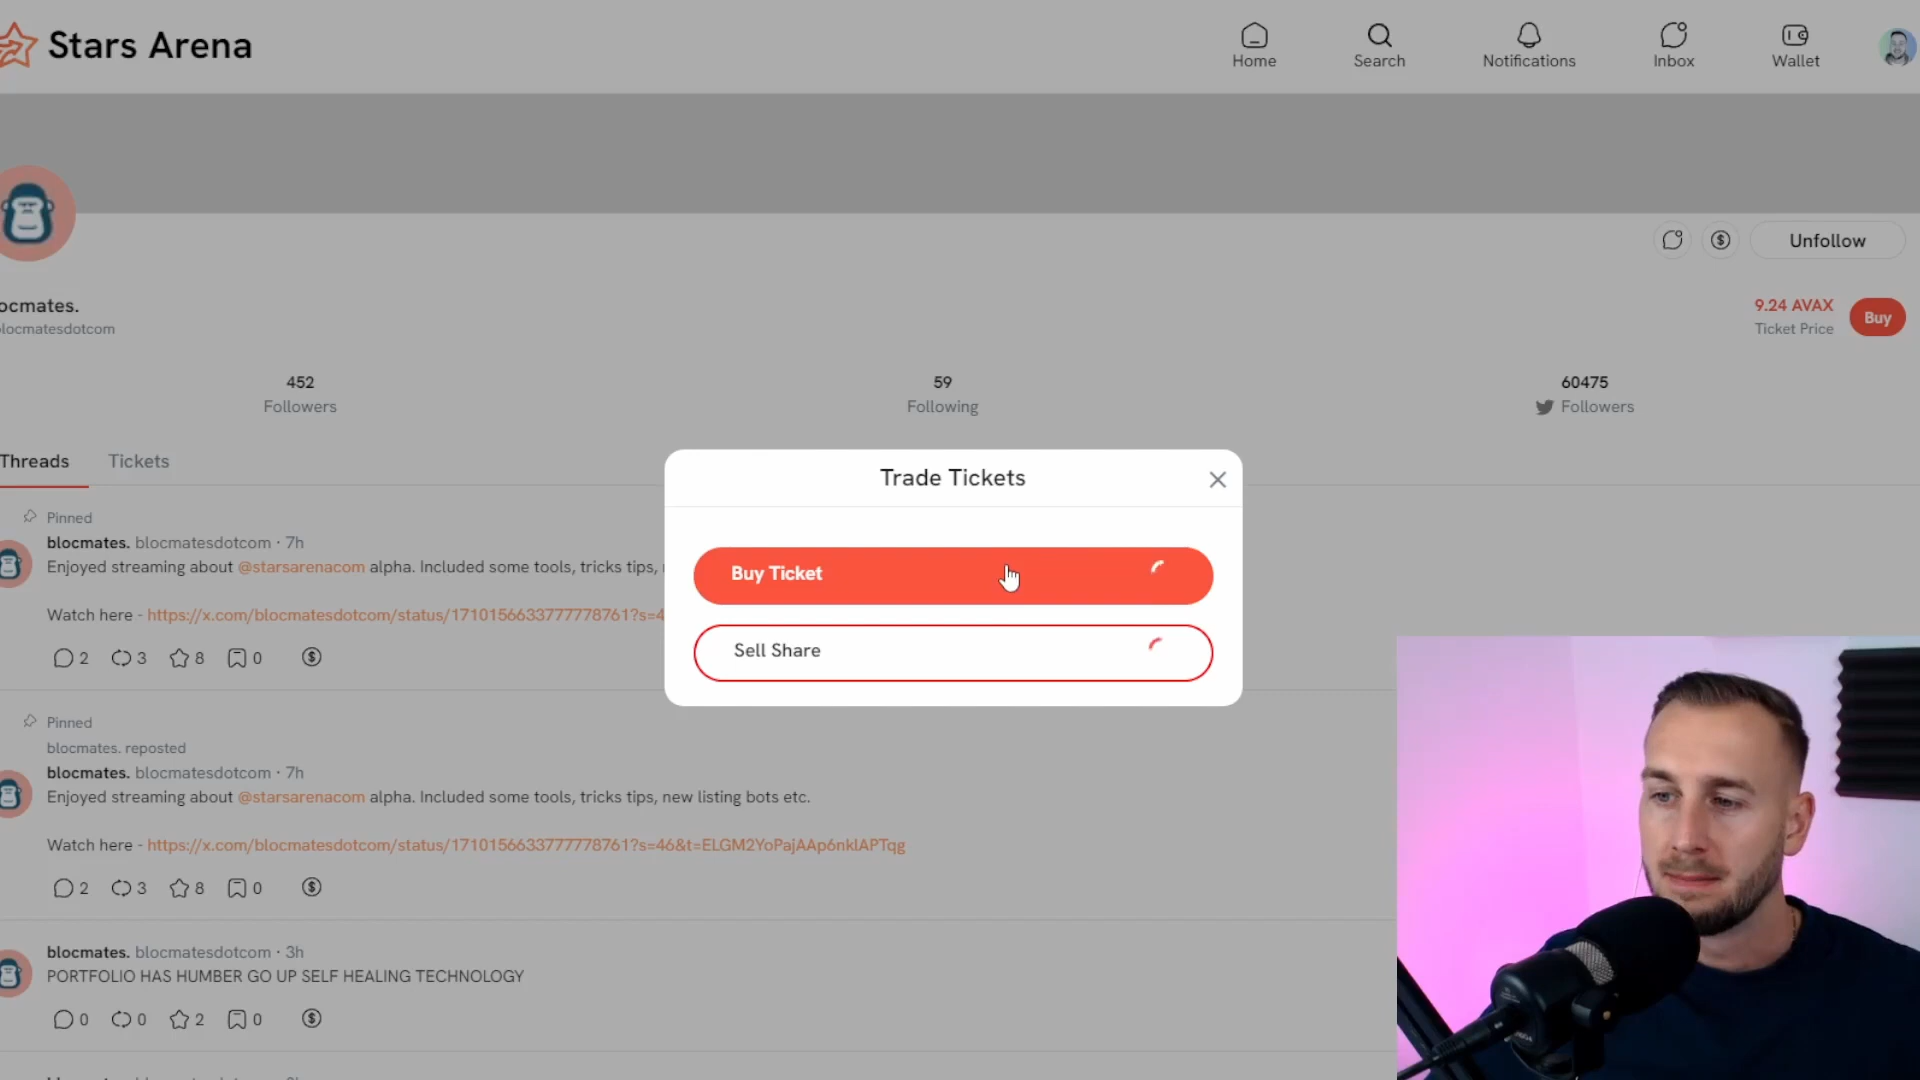 Stars Arena
Home
Search
Notifications
Inbox
Wallet
Unfollow
ocmates.
locmatesdotcom
9.24 AVAX
Ticket Price
Buy
452
Followers
59
Following
60475
Followers
Threads
Tickets
Trade Tickets
Buy Ticket
Sell Share
Pinned
blocmates. blocmatesdotcom · 7h
Enjoyed streaming about @starsarenacom alpha. Included some tools, tricks tips,
Watch here - https://x.com/blocmatesdotcom/status/1710156633777778761?s=4
2 3 8 0
Pinned
blocmates. reposted
blocmates. blocmatesdotcom · 7h
Enjoyed streaming about @starsarenacom alpha. Included some tools, tricks tips, new listing bots etc.
Watch here - https://x.com/blocmatesdotcom/status/1710156633777778761?s=46&t=ELGM2YoPajAAp6nklAPTqg
2 3 8 0
blocmates. blocmatesdotcom · 3h
PORTFOLIO HAS HUMBER GO UP SELF HEALING TECHNOLOGY
0 0 2 0